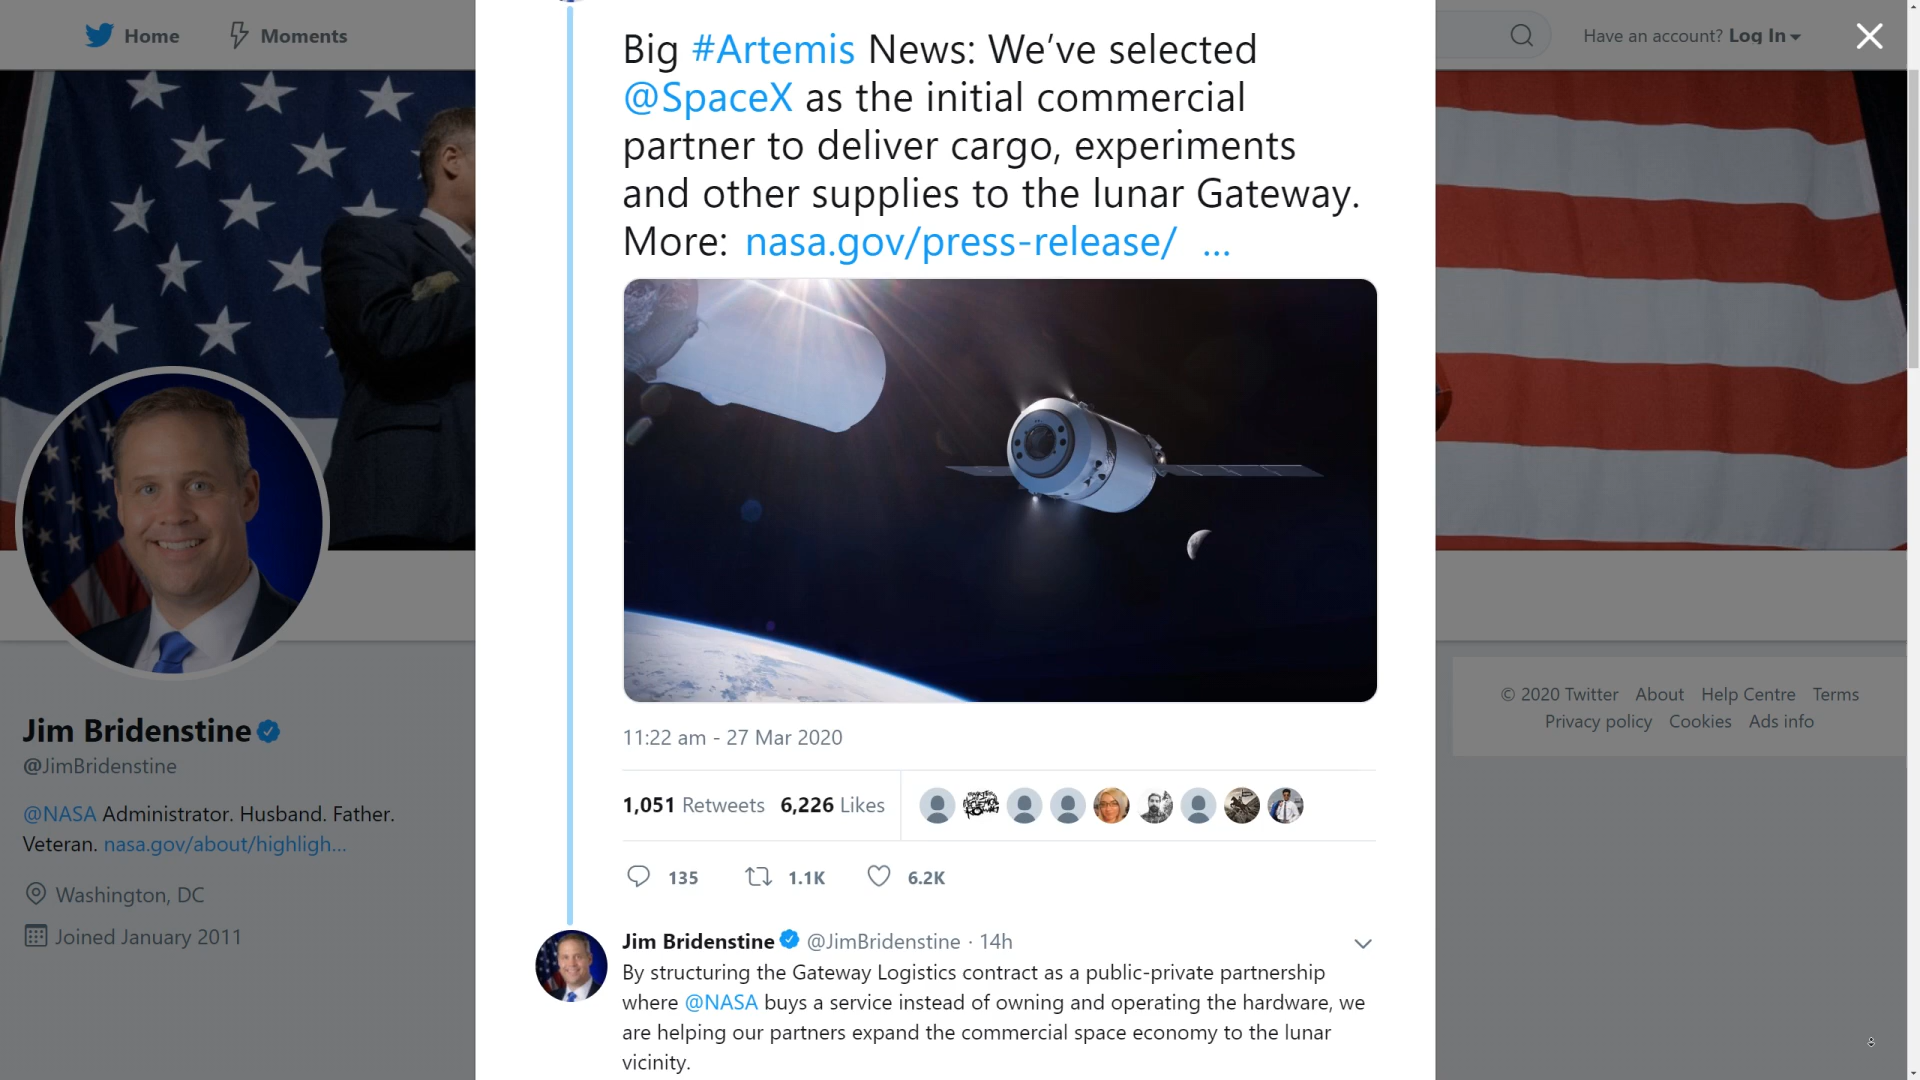 Home
Moments
Have an account? Log In
Big #Artemis News: We’ve selected
@SpaceX as the initial commercial
partner to deliver cargo, experiments
and other supplies to the lunar Gateway.
More: nasa.gov/press-release/ …
11:22 am - 27 Mar 2020
1,051 Retweets 6,226 Likes
135 1.1K 6.2K
Jim Bridenstine @JimBridenstine · 14h
By structuring the Gateway Logistics contract as a public-private partnership
where @NASA buys a service instead of owning and operating the hardware, we
are helping our partners expand the commercial space economy to the lunar
vicinity.
Jim Bridenstine
@JimBridenstine
@NASA Administrator. Husband. Father.
Veteran. nasa.gov/about/highligh…
Washington, DC
Joined January 2011
© 2020 Twitter About Help Centre Terms
Privacy policy Cookies Ads info